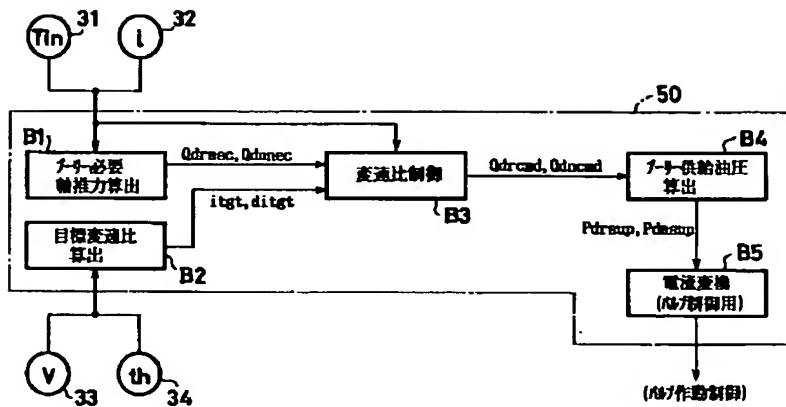 31
32
Tin
i
50
B1
プーリー必要
軸推力算出
Qdrnec, Qdnnec
変速比制御
B3
Qdrcmd, Qdncmd
B4
プーリー供給油圧
算出
itgt, ditgt
目標変速比
算出
B2
Pdrsup, Pdnsup
B5
電流変換
(バルブ制御用)
V
33
th
34
(バルブ作動制御)